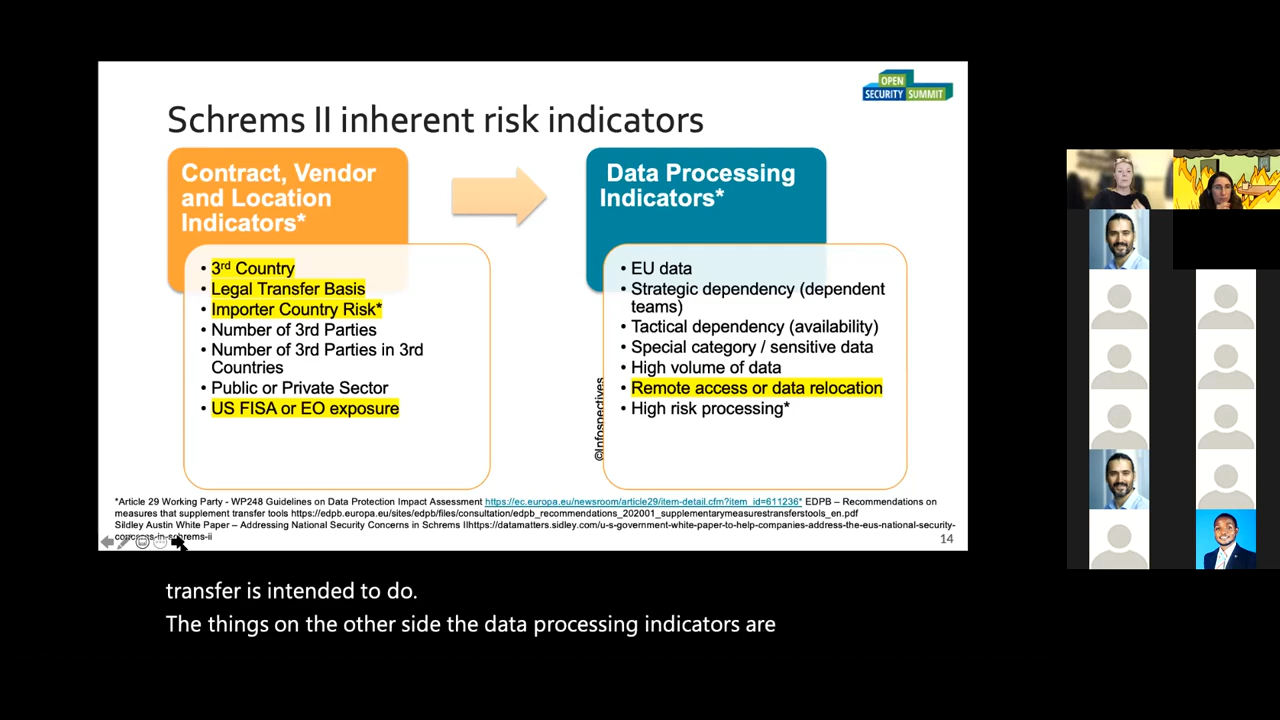 OPEN
SECURITY SUMMIT
Schrems II inherent risk indicators
Contract, Vendor
and Location
Indicators*
• 3rd Country
• Legal Transfer Basis
• Importer Country Risk*
• Number of 3rd Parties
• Number of 3rd Parties in 3rd
Countries
• Public or Private Sector
• US FISA or EO exposure
Data Processing
Indicators*
• EU data
• Strategic dependency (dependent
teams)
• Tactical dependency (availability)
• Special category / sensitive data
• High volume of data
• Remote access or data relocation
• High risk processing*
©Infospectives
*Article 29 Working Party - WP248 Guidelines on Data Protection Impact Assessment https://ec.europa.eu/newsroom/article29/item-detail.cfm?item_id=611236* EDPB – Recommendations on
measures that supplement transfer tools https://edpb.europa.eu/sites/edpb/files/consultation/edpb_recommendations_202001_supplementarymeasurestransferstools_en.pdf
Sildley Austin White Paper – Addressing National Security Concerns in Schrems IIhttps://datamatters.sidley.com/u-s-government-white-paper-to-help-companies-address-the-eus-national-security-
concerns-in-schrems-ii
14
transfer is intended to do.
The things on the other side the data processing indicators are